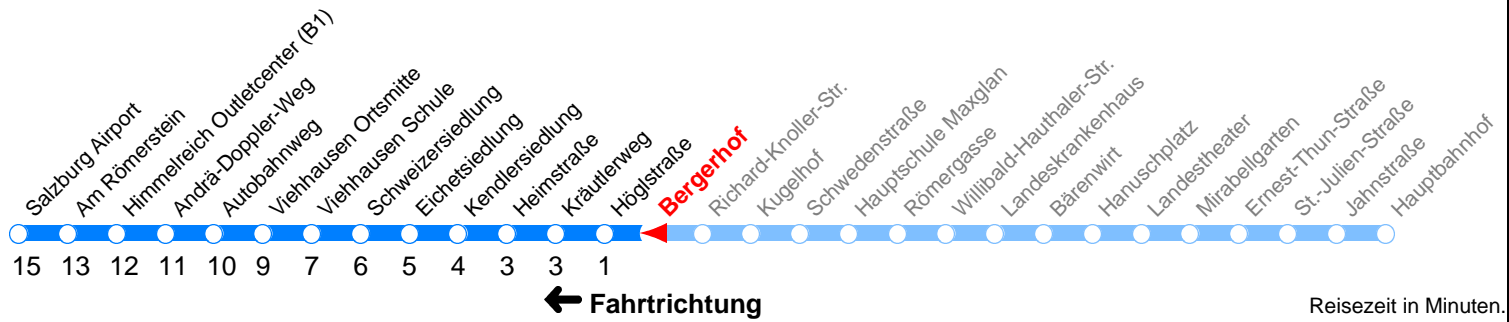 Salzburg Airport
Am Römerstein
Himmelreich Outletcenter (B1)
Andrä-Doppler-Weg
Autobahnweg
Viehhausen Ortsmitte
Viehhausen Schule
Schweizersiedlung
Eichetsiedlung
Kendlersiedlung
Heimstraße
Kräutlerweg
Höglstraße
Bergerhof
Richard-Knoller-Str.
Kugelhof
Schwedenstraße
Hauptschule Maxglan
Römergasse
Willibald-Hauthaler-Str.
Landeskrankenhaus
Bärenwirt
Hanuschplatz
Landestheater
Mirabellgarten
Ernest-Thun-Straße
St.-Julien-Straße
Jahnstraße
Hauptbahnhof
15 13 12 11 10 9 7 6 5 4 3 3 1
Fahrtrichtung
Reisezeit in Minuten.